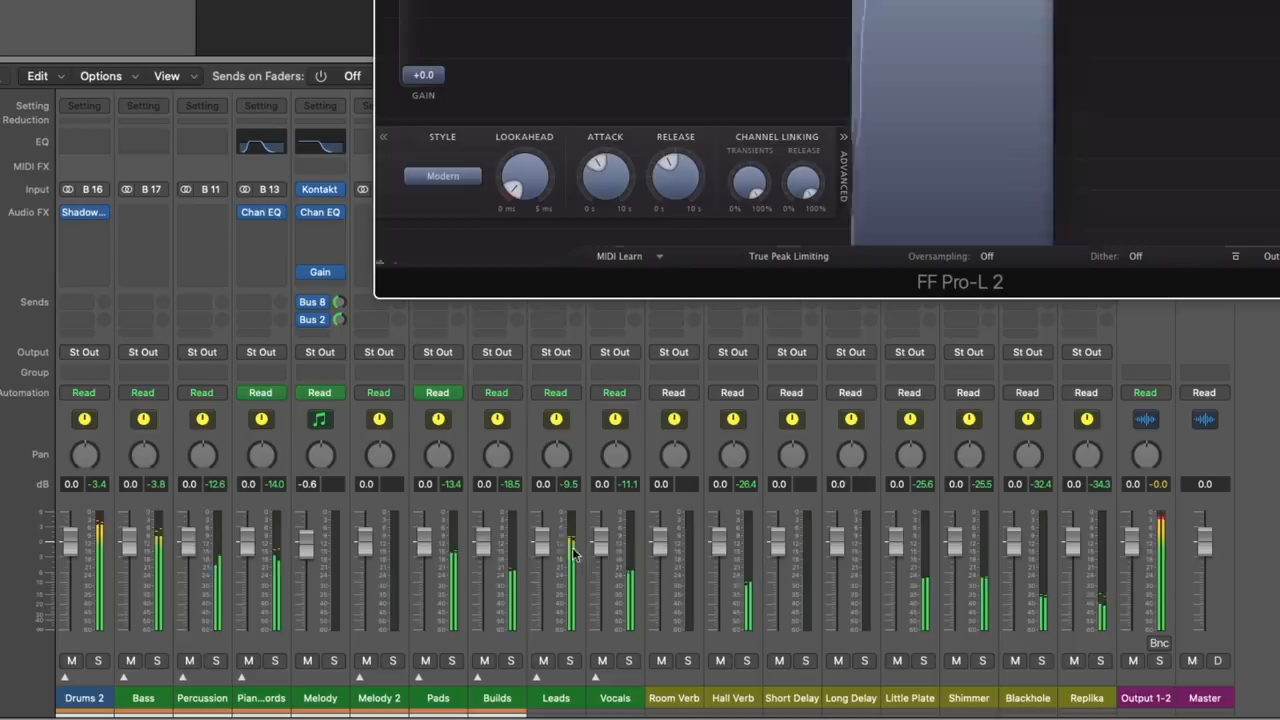 +0.0
GAIN
Edit Options View Sends on Faders: Off
STYLE LOOKAHEAD ATTACK RELEASE CHANNEL LINKING
TRANSIENTS RELEASE
Modern
ADVANCED
0 ms 5 ms 0 s 10 s 0 s 10 s 0% 100% 0% 100%
MIDI Learn True Peak Limiting Oversampling: Off Dither: Off Out
FF Pro-L 2
Setting Setting Setting Setting Setting Setting Se
Reduction
EQ
MIDI FX
Input B 16 B 17 B 11 B 13 Kontakt
Audio FX Shadow... Chan EQ Chan EQ
Gain
Sends Bus 8
Bus 2
Output St Out St Out St Out St Out St Out St Out St Out St Out St Out St Out St Out St Out St Out St Out St Out St Out St Out St Out
Group
Automation Read Read Read Read Read Read Read Read Read Read Read Read Read Read Read Read Read Read Read Read
Pan
dB 0.0 -3.4 0.0 -3.8 0.0 -12.6 0.0 -14.0 -0.6 0.0 0.0 -13.4 0.0 -18.5 0.0 -9.5 0.0 -11.1 0.0 0.0 -26.4 0.0 0.0 0.0 -25.6 0.0 -25.5 0.0 -32.4 0.0 -34.3 0.0 -0.0 0.0
Bnc
M S M S M S M S M S M S M S M S M S M S M S M S M S M S M S M S M S M S M S M D
Drums 2 Bass Percussion Pian...ords Melody Melody 2 Pads Builds Leads Vocals Room Verb Hall Verb Short Delay Long Delay Little Plate Shimmer Blackhole Replika Output 1-2 Master